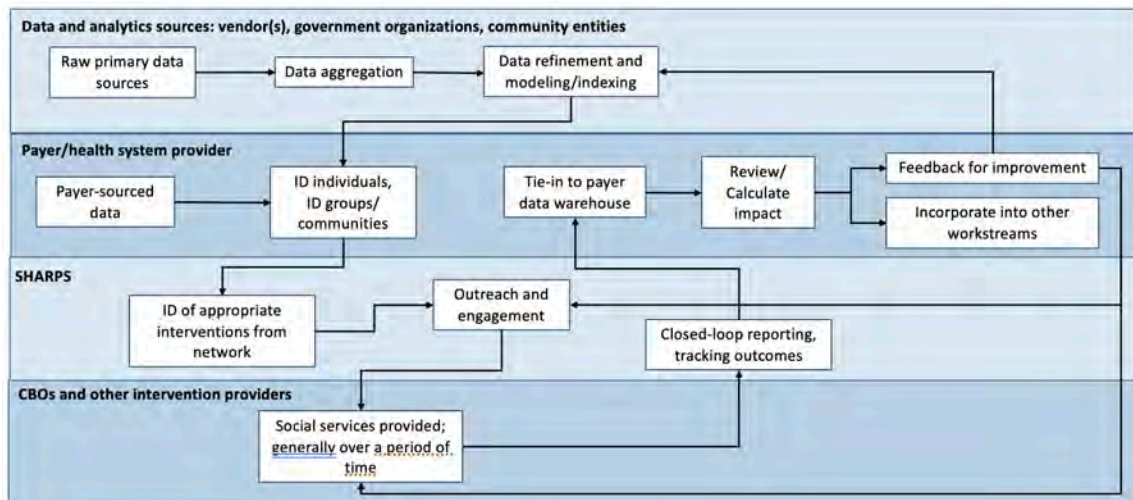 Data and analytics sources: vendor(s), government organizations, community entities
Raw primary data
sources
Data aggregation
Data refinement and
modeling/indexing
Payer/health system provider
Payer-sourced
data
ID individuals,
ID groups/
communities
Tie-in to payer
data warehouse
Review/
Calculate
impact
Feedback for improvement
Incorporate into other
workstreams
SHARPS
ID of appropriate
interventions from
network
Outreach and
engagement
Closed-loop reporting,
tracking outcomes
CBOs and other intervention providers
Social services provided;
generally over a period of
time